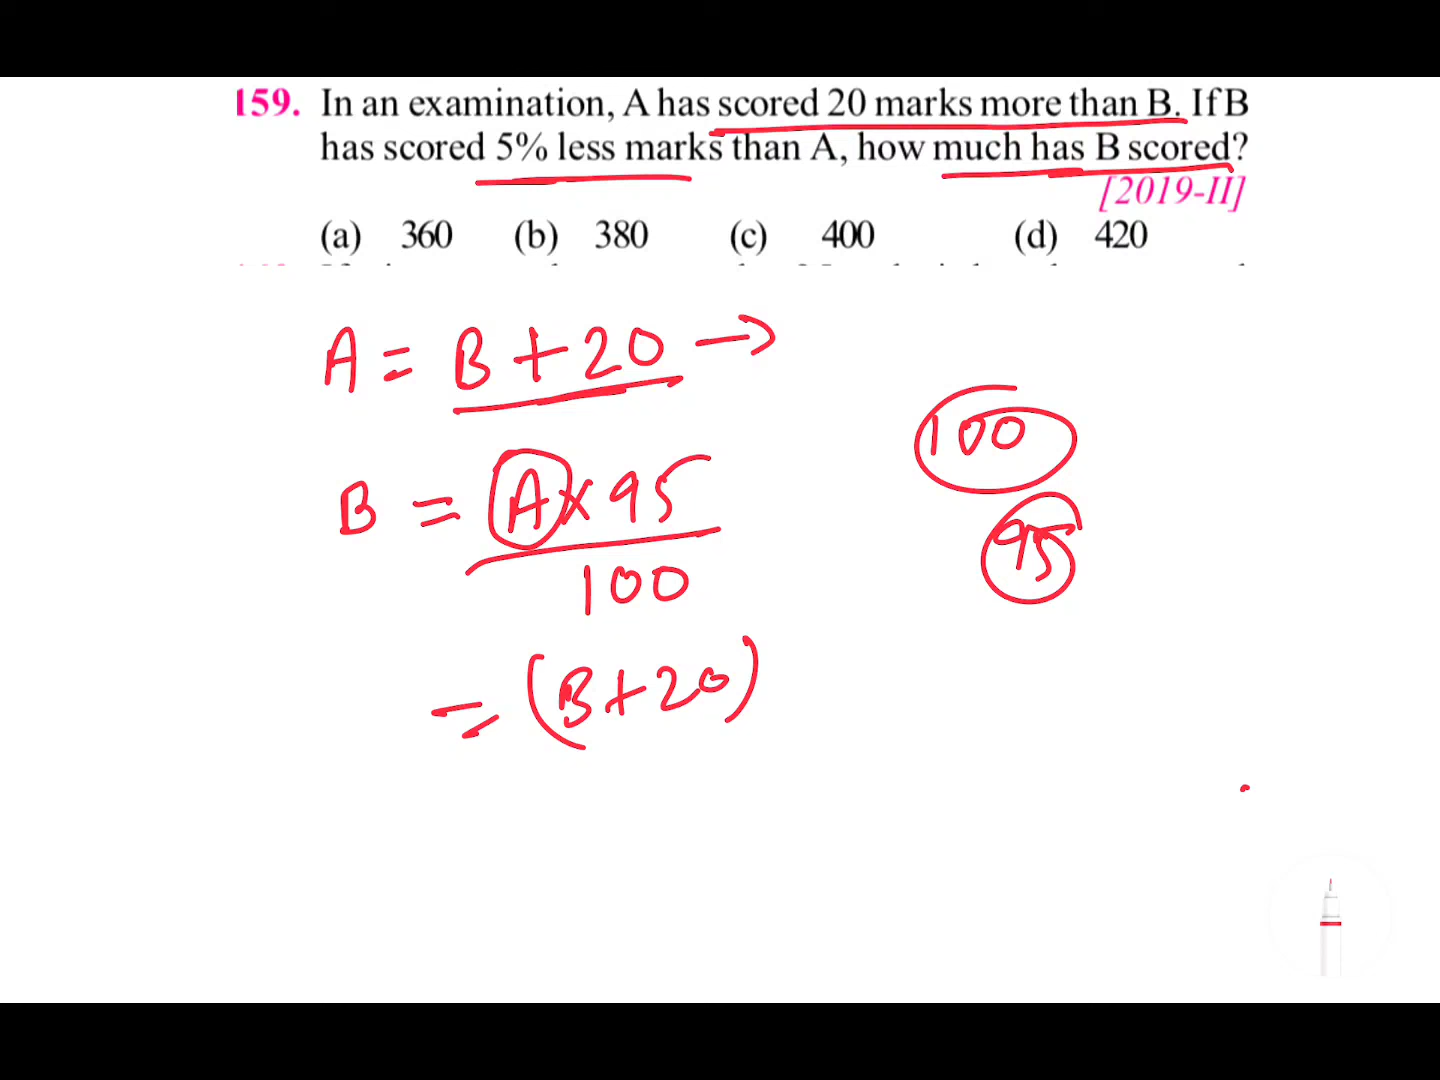 159. In an examination, A has scored 20 marks more than B. If B
has scored 5% less marks than A, how much has B scored?
[2019-II]
(a) 360 (b) 380 (c) 400 (d) 420
A = B + 20 →
100
B = A × 95
95
100
= (B + 20)